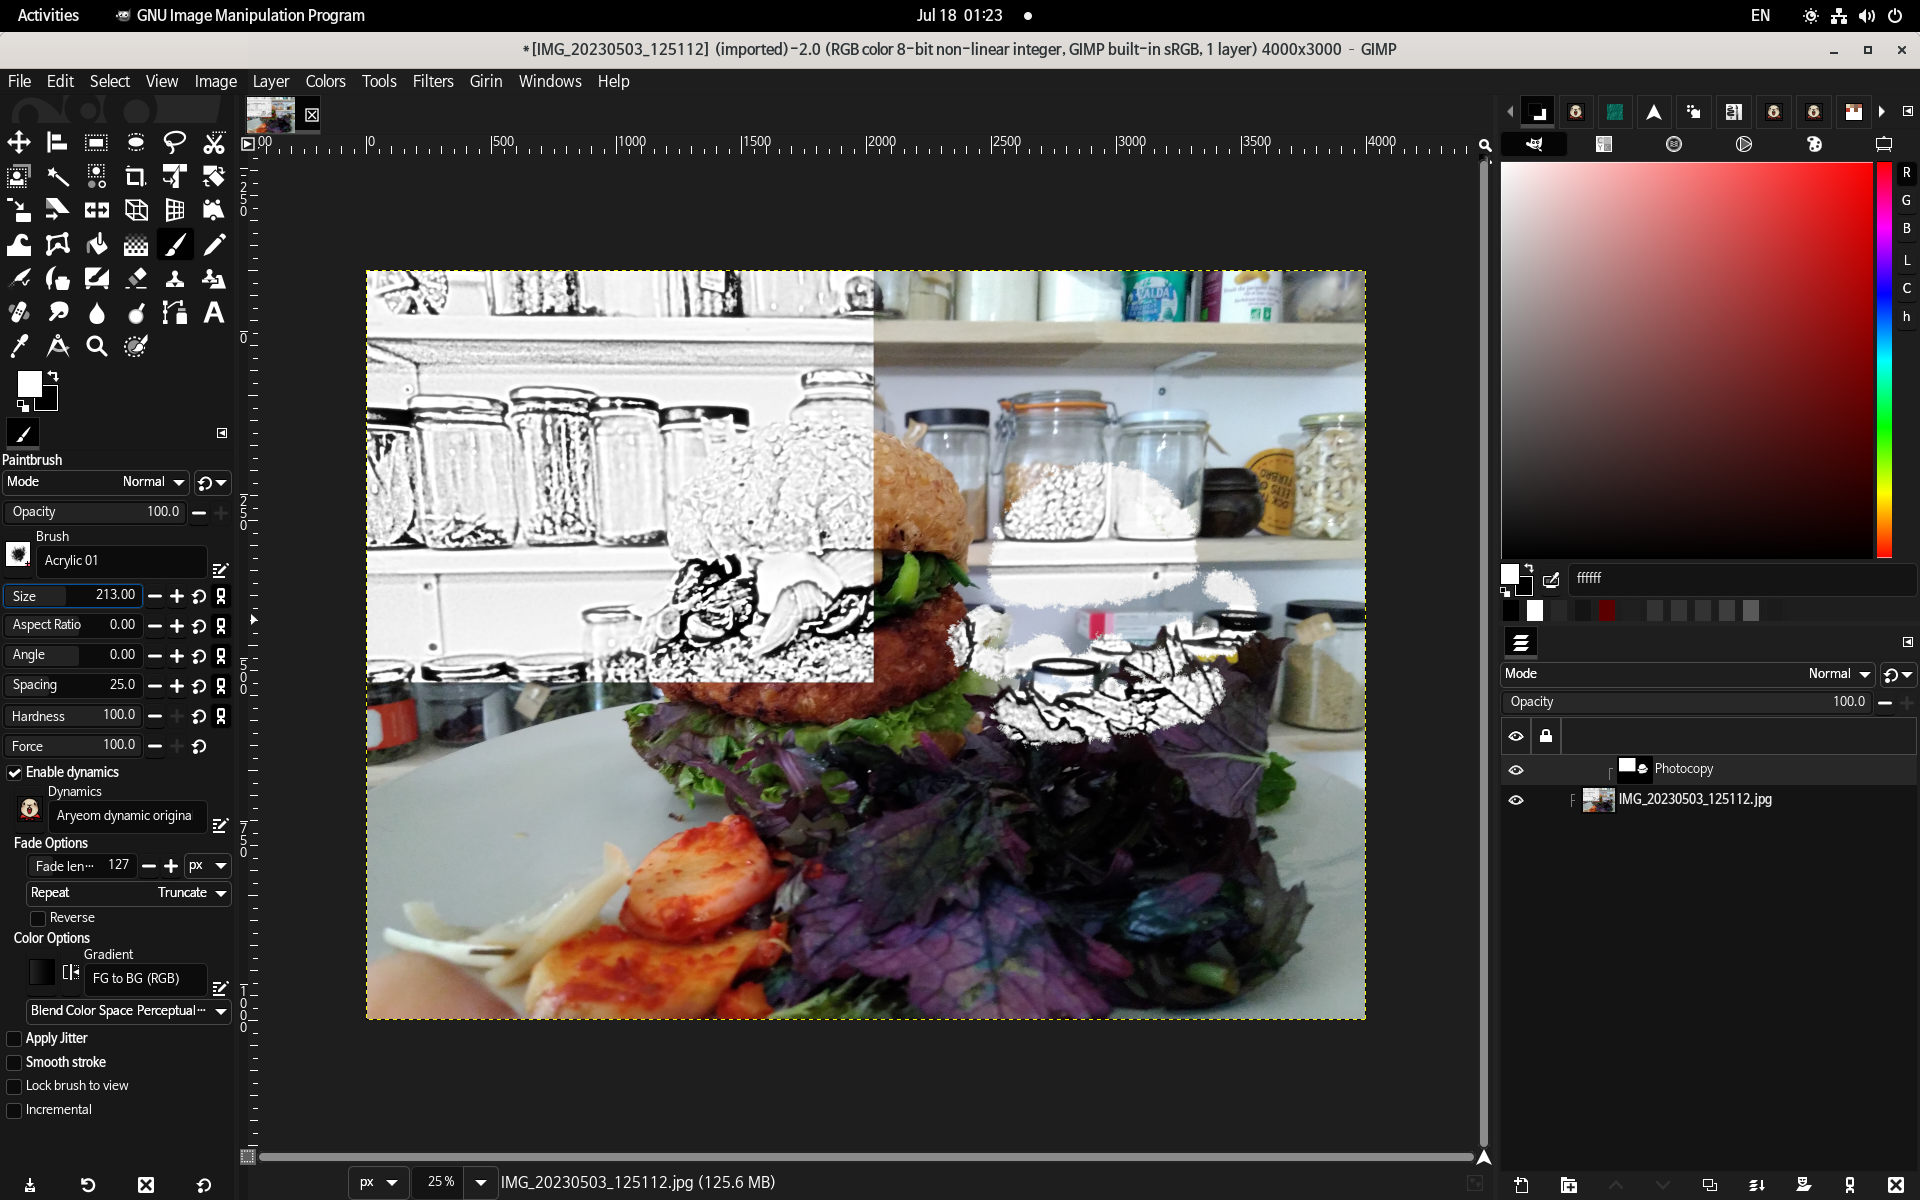 Activities GNU Image Manipulation Program Jul 18 01:23 EN
*[IMG_20230503_125112] (imported)-2.0 (RGB color 8-bit non-linear integer, GIMP built-in sRGB, 1 layer) 4000x3000 – GIMP
File Edit Select View Image Layer Colors Tools Filters Girin Windows Help
00 0 500 1000 1500 2000 2500 3000 3500 4000
R
G
B
L
C
h
Paintbrush
Mode Normal
Opacity 100.0
Brush
Acrylic 01
Size 213.00
Aspect Ratio 0.00
Angle 0.00
Spacing 25.0
Hardness 100.0
Force 100.0
Enable dynamics
Dynamics
Aryeom dynamic origina
Fade Options
Fade len… 127 px
Repeat Truncate
Reverse
Color Options
Gradient
FG to BG (RGB)
Blend Color Space Perceptual…
Apply Jitter
Smooth stroke
Lock brush to view
Incremental
250
0
250
500
750
1000
ffffff
Mode Normal
Opacity 100.0
Photocopy
IMG_20230503_125112.jpg
px 25% IMG_20230503_125112.jpg (125.6 MB)